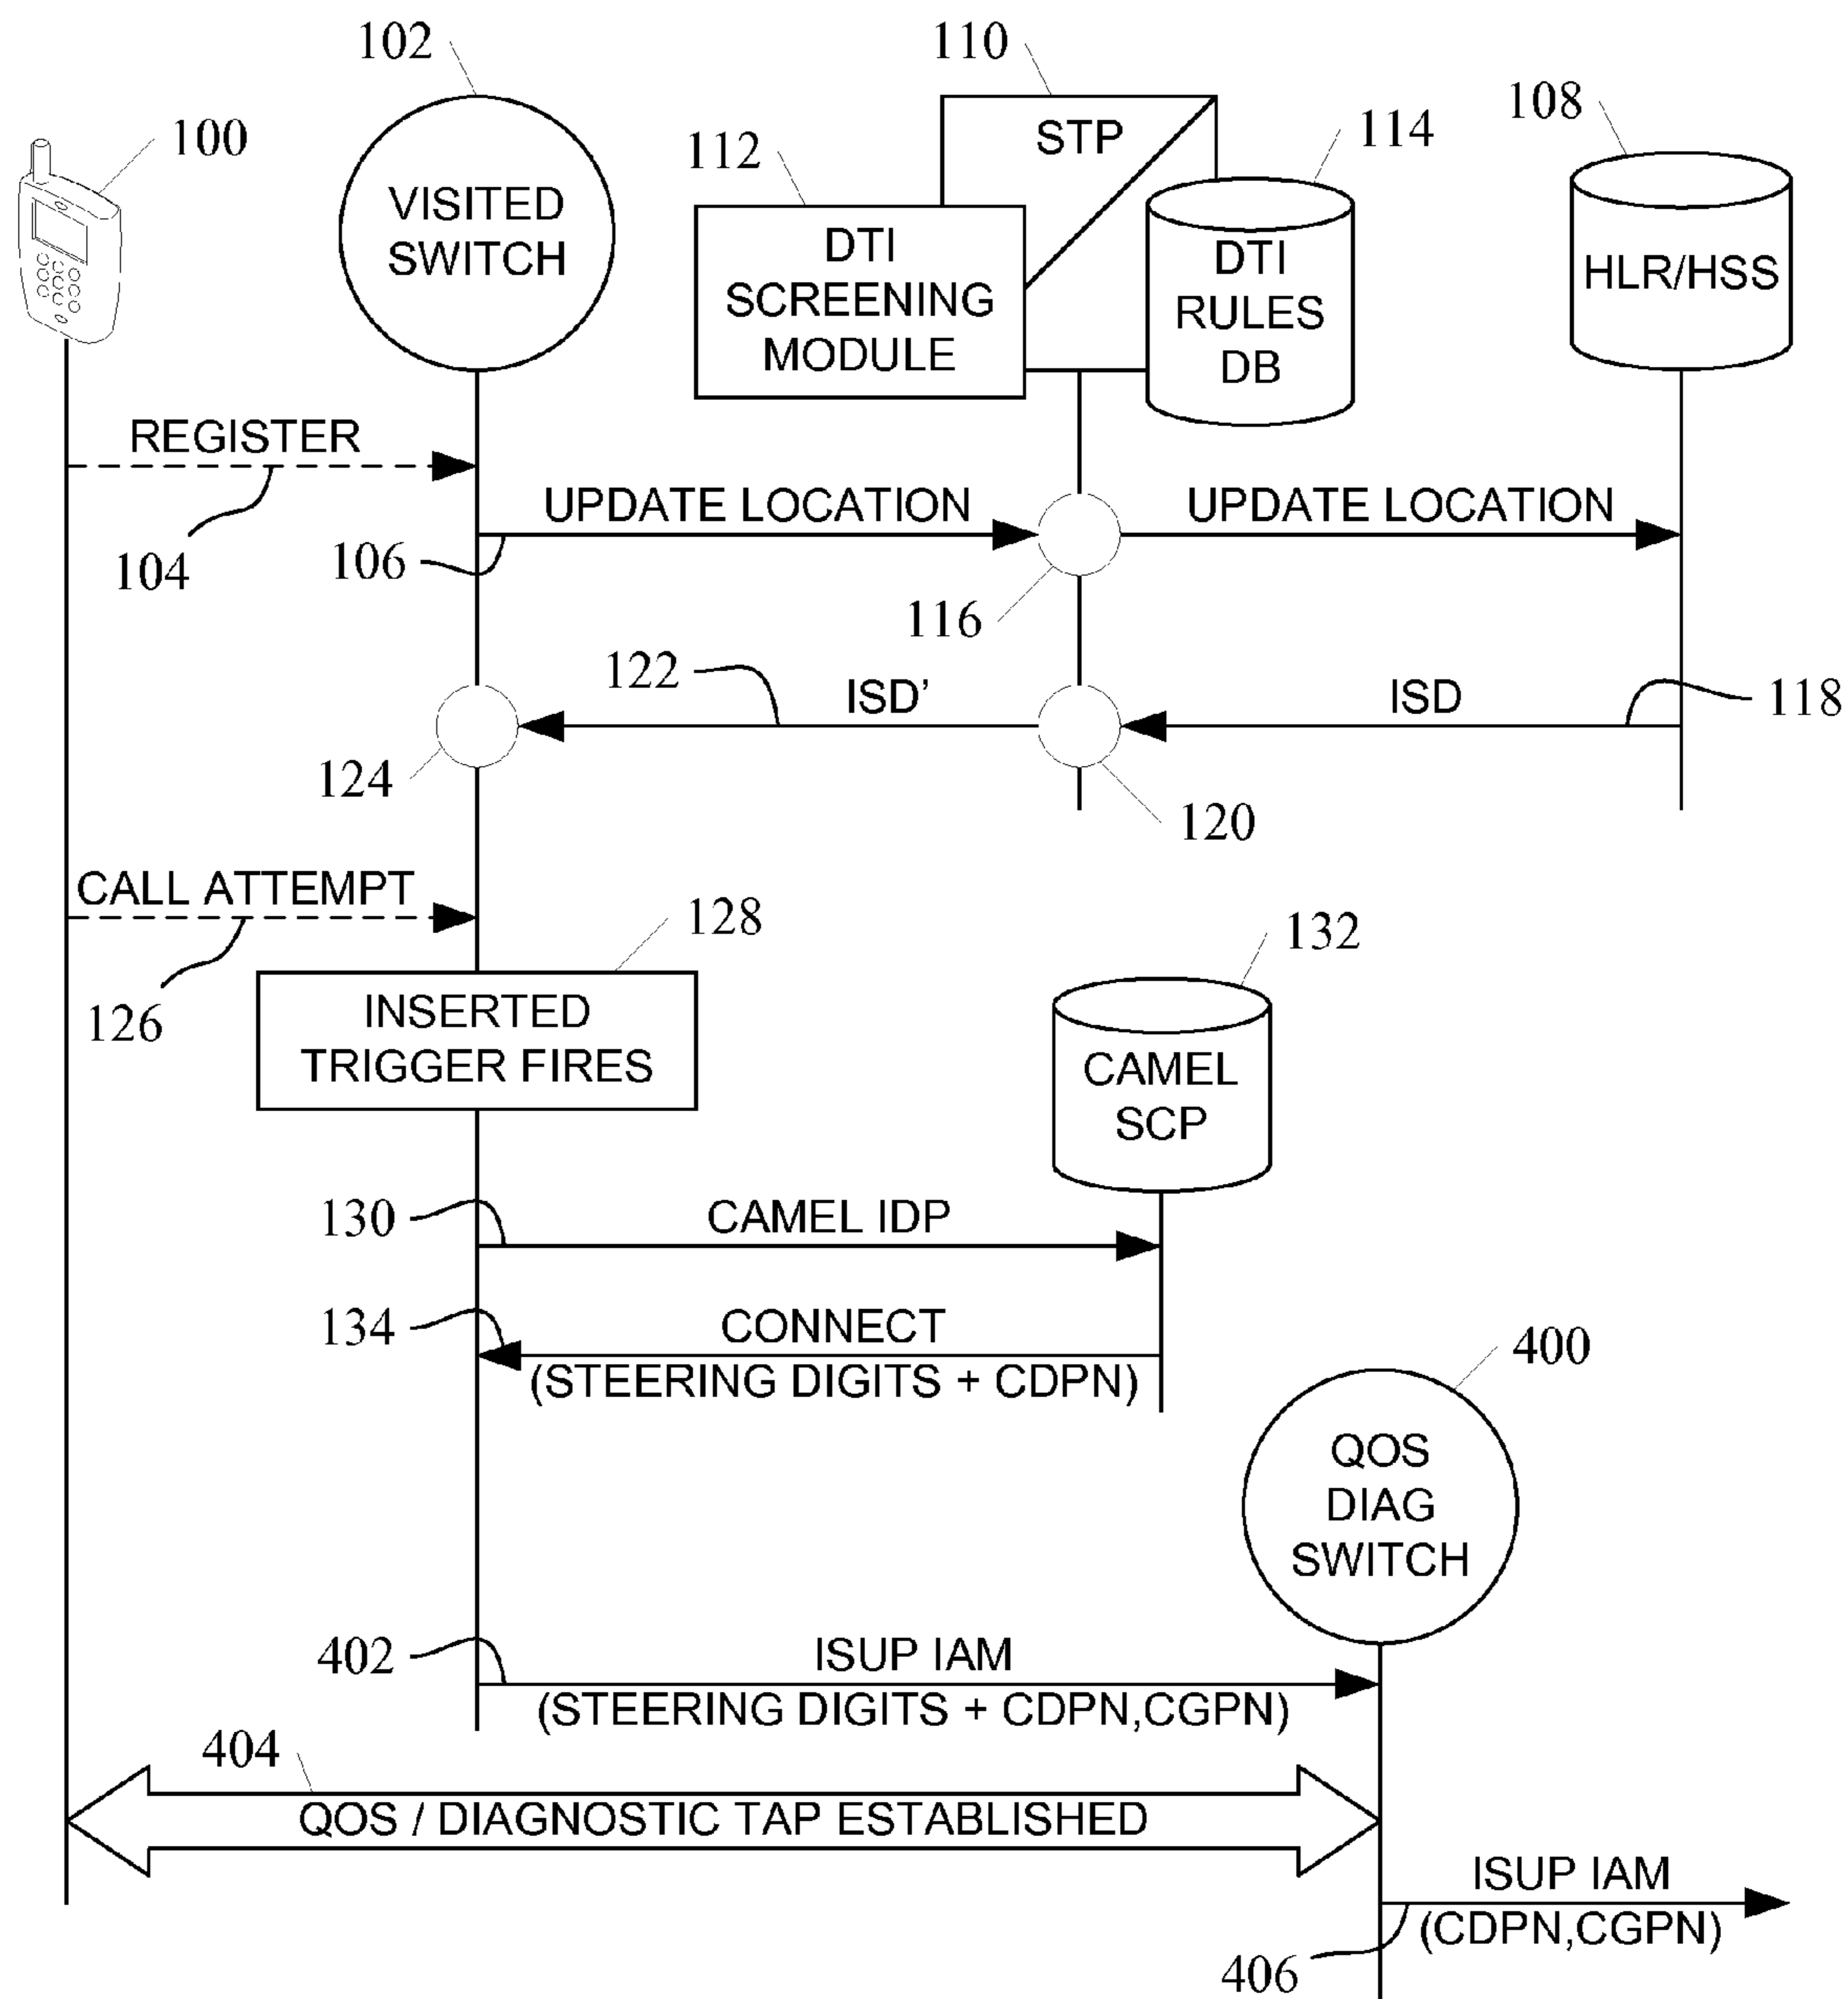 102
110
108
100
114
112
STP
VISITED
SWITCH
DTI
SCREENING
MODULE
DTI
RULES
DB
HLR/HSS
REGISTER
104
UPDATE LOCATION
UPDATE LOCATION
106
116
122
ISD’
ISD
118
124
120
CALL ATTEMPT
126
128
132
INSERTED
TRIGGER FIRES
CAMEL
SCP
130
CAMEL IDP
134
CONNECT
(STEERING DIGITS + CDPN)
400
QOS
DIAG
SWITCH
402
ISUP IAM
(STEERING DIGITS + CDPN,CGPN)
404
QOS / DIAGNOSTIC TAP ESTABLISHED
ISUP IAM
(CDPN,CGPN)
406